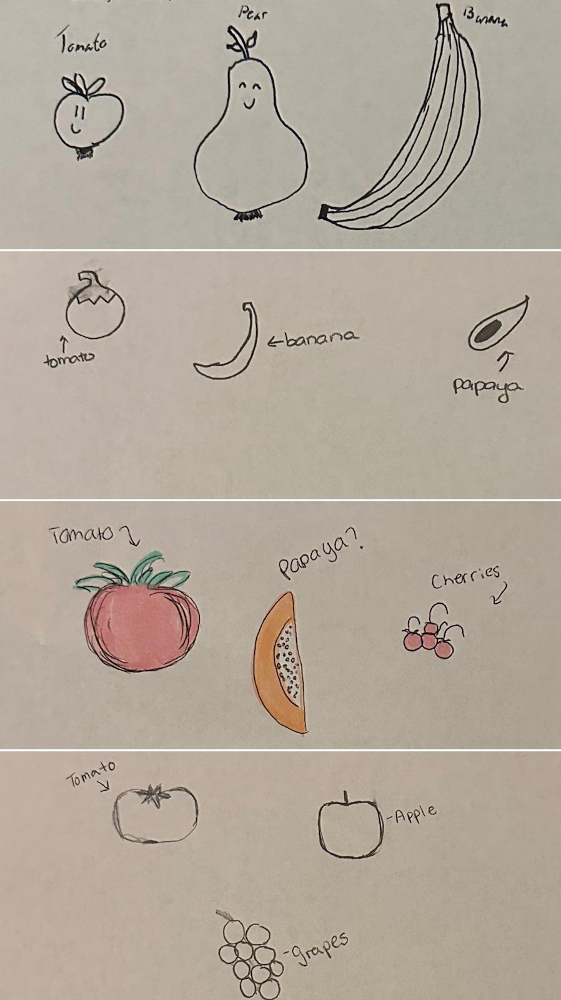 Tomato
Pear
Banana
tomato
banana
papaya
Tomato
Papaya?
Cherries
Tomato
Apple
grapes